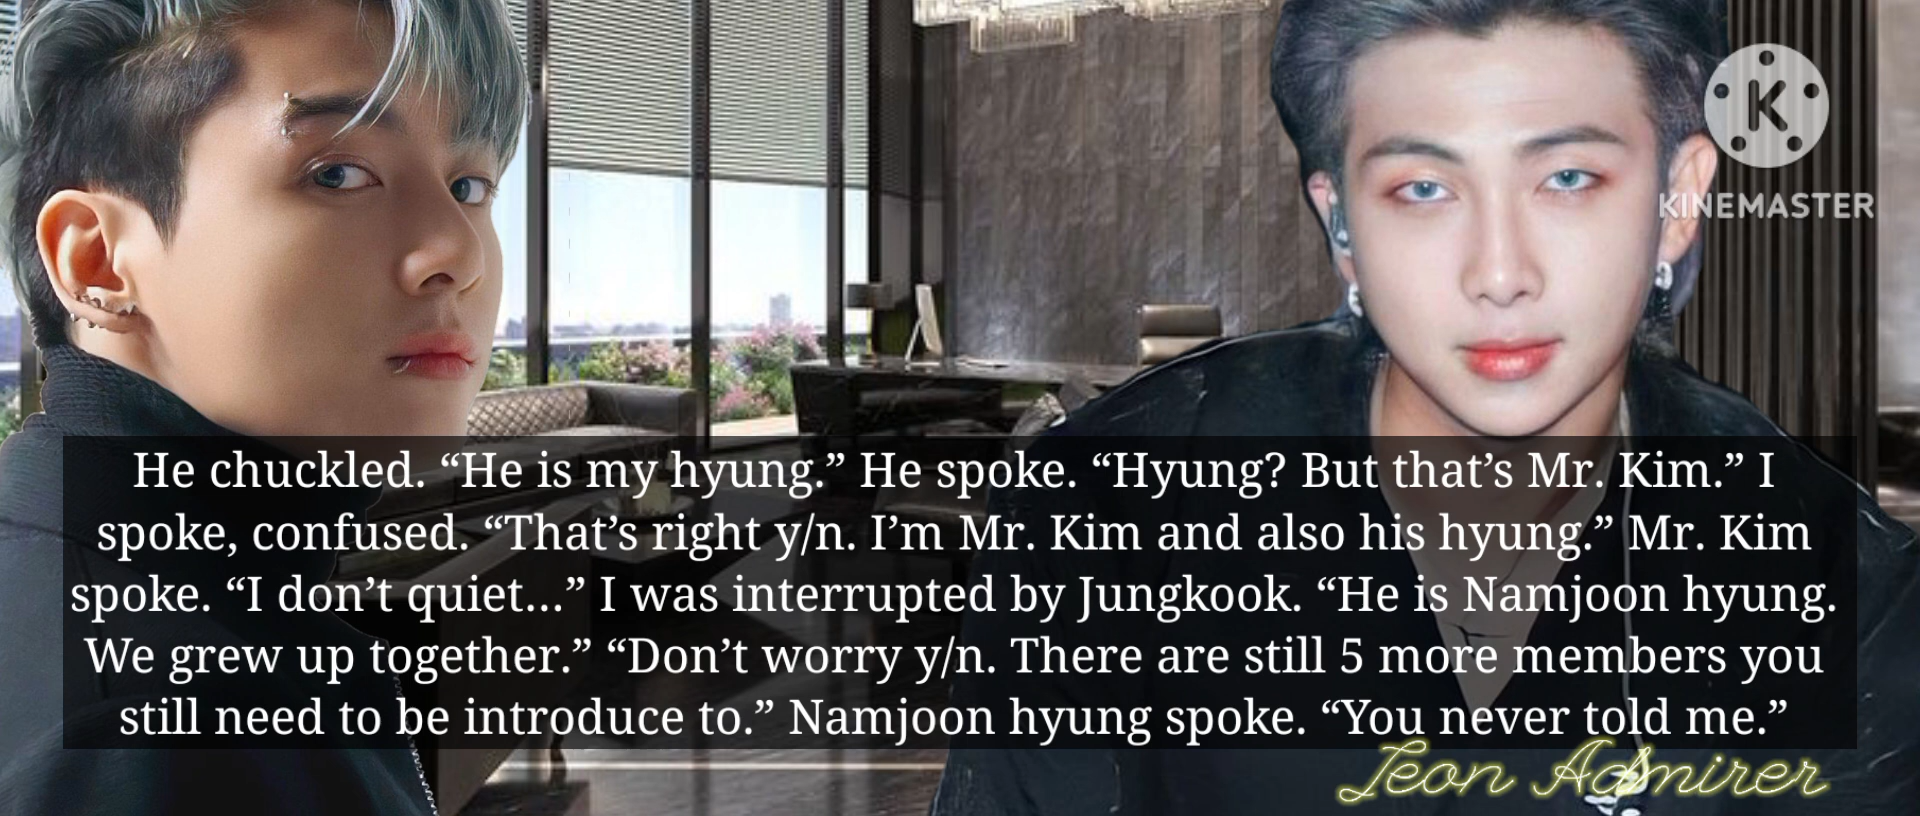 K
KINEMASTER
He chuckled. “He is my hyung.” He spoke. “Hyung? But that’s Mr. Kim.” I
spoke, confused. “That’s right y/n. I’m Mr. Kim and also his hyung.” Mr. Kim
spoke. “I don’t quiet...” I was interrupted by Jungkook. “He is Namjoon hyung.
We grew up together.” “Don’t worry y/n. There are still 5 more members you
still need to be introduce to.” Namjoon hyung spoke. “You never told me.”
Jeon Admirer